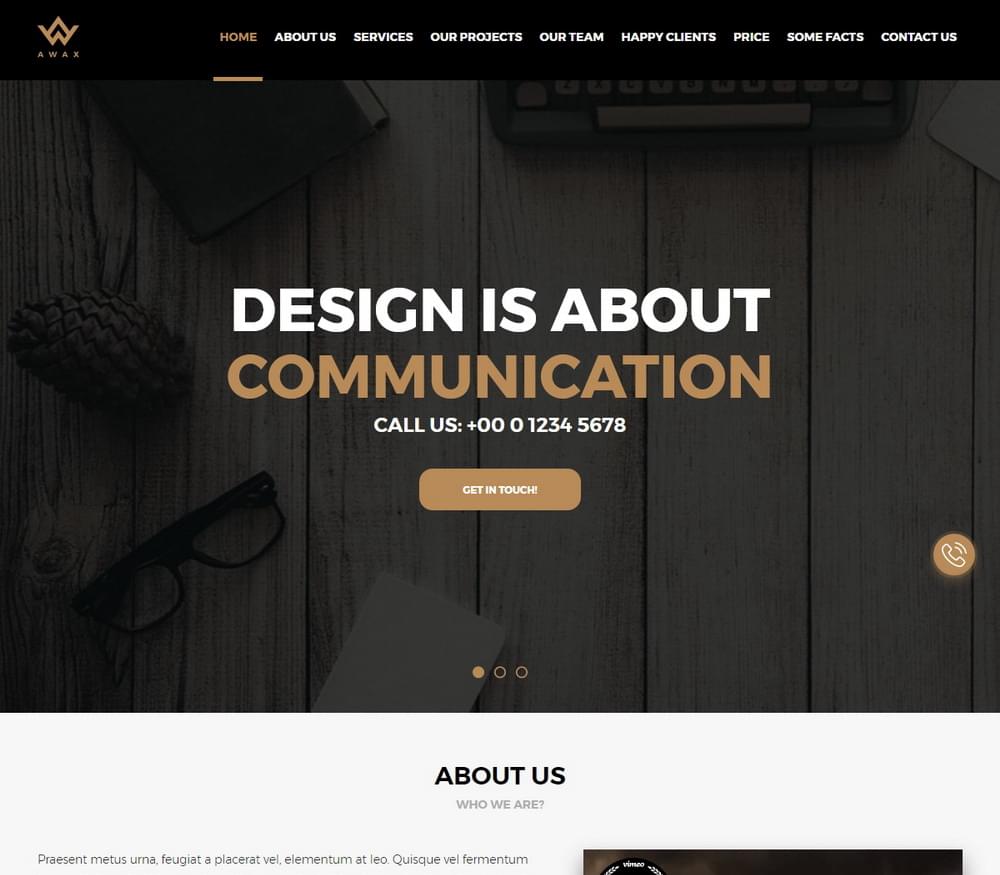 AWAX
HOME ABOUT US SERVICES OUR PROJECTS OUR TEAM HAPPY CLIENTS PRICE SOME FACTS CONTACT US
Z X C V B N M
DESIGN IS ABOUT
COMMUNICATION
CALL US: +00 0 1234 5678
GET IN TOUCH!
ABOUT US
WHO WE ARE?
Praesent metus urna, feugiat a placerat vel, elementum at leo. Quisque vel fermentum
vimeo